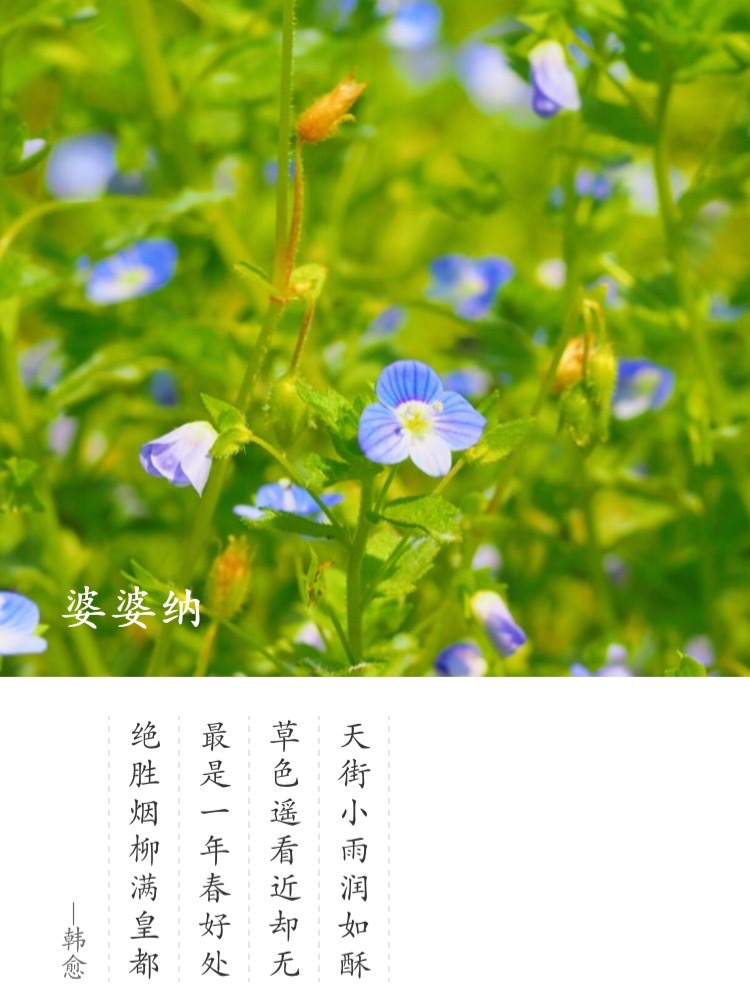 婆婆纳
天街小雨润如酥
草色遥看近却无
最是一年春好处
绝胜烟柳满皇都
—韩愈